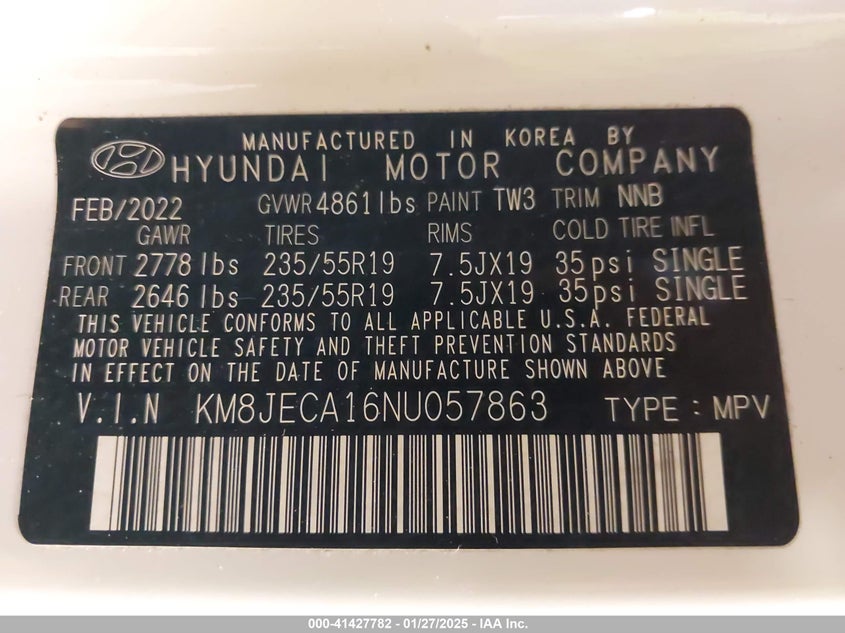 MANUFACTURED IN KOREA BY
HYUNDAI MOTOR COMPANY
FEB/2022 GVWR 4861lbs PAINT TW3 TRIM NNB
GAWR TIRES RIMS COLD TIRE INFL
FRONT 2778 lbs 235/55R19 7.5JX19 35psi SINGLE
REAR 2646 lbs 235/55R19 7.5JX19 35psi SINGLE
THIS VEHICLE CONFORMS TO ALL APPLICABLE U.S.A. FEDERAL
MOTOR VEHICLE SAFETY AND THEFT PREVENTION STANDARDS
IN EFFECT ON THE DATE OF MANUFACTURE SHOWN ABOVE
V.I.N KM8JECA16NU057863 TYPE : MPV
000-41427782 - 01/27/2025 - IAA Inc.